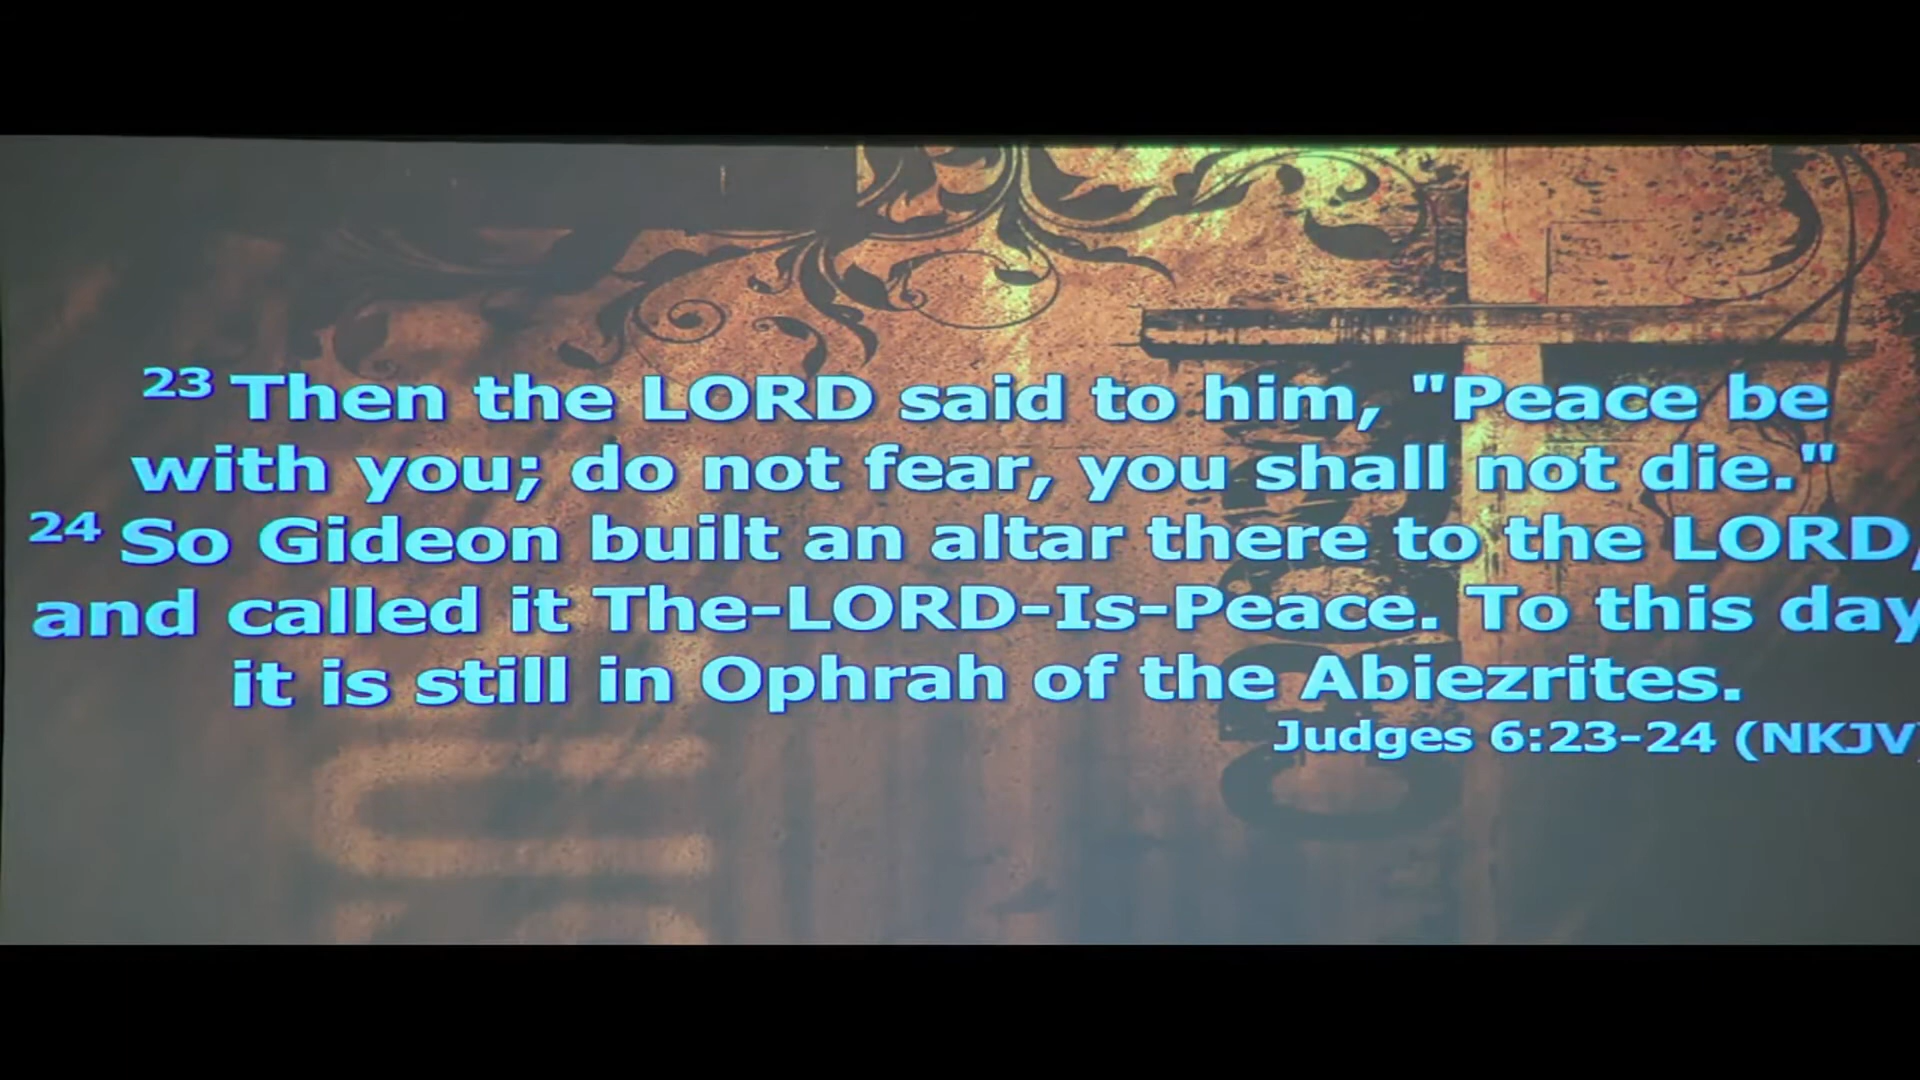 23 Then the LORD said to him, "Peace be
with you; do not fear, you shall not die."
24 So Gideon built an altar there to the LORD,
and called it The-LORD-Is-Peace. To this day
it is still in Ophrah of the Abiezrites.
Judges 6:23-24 (NKJV)